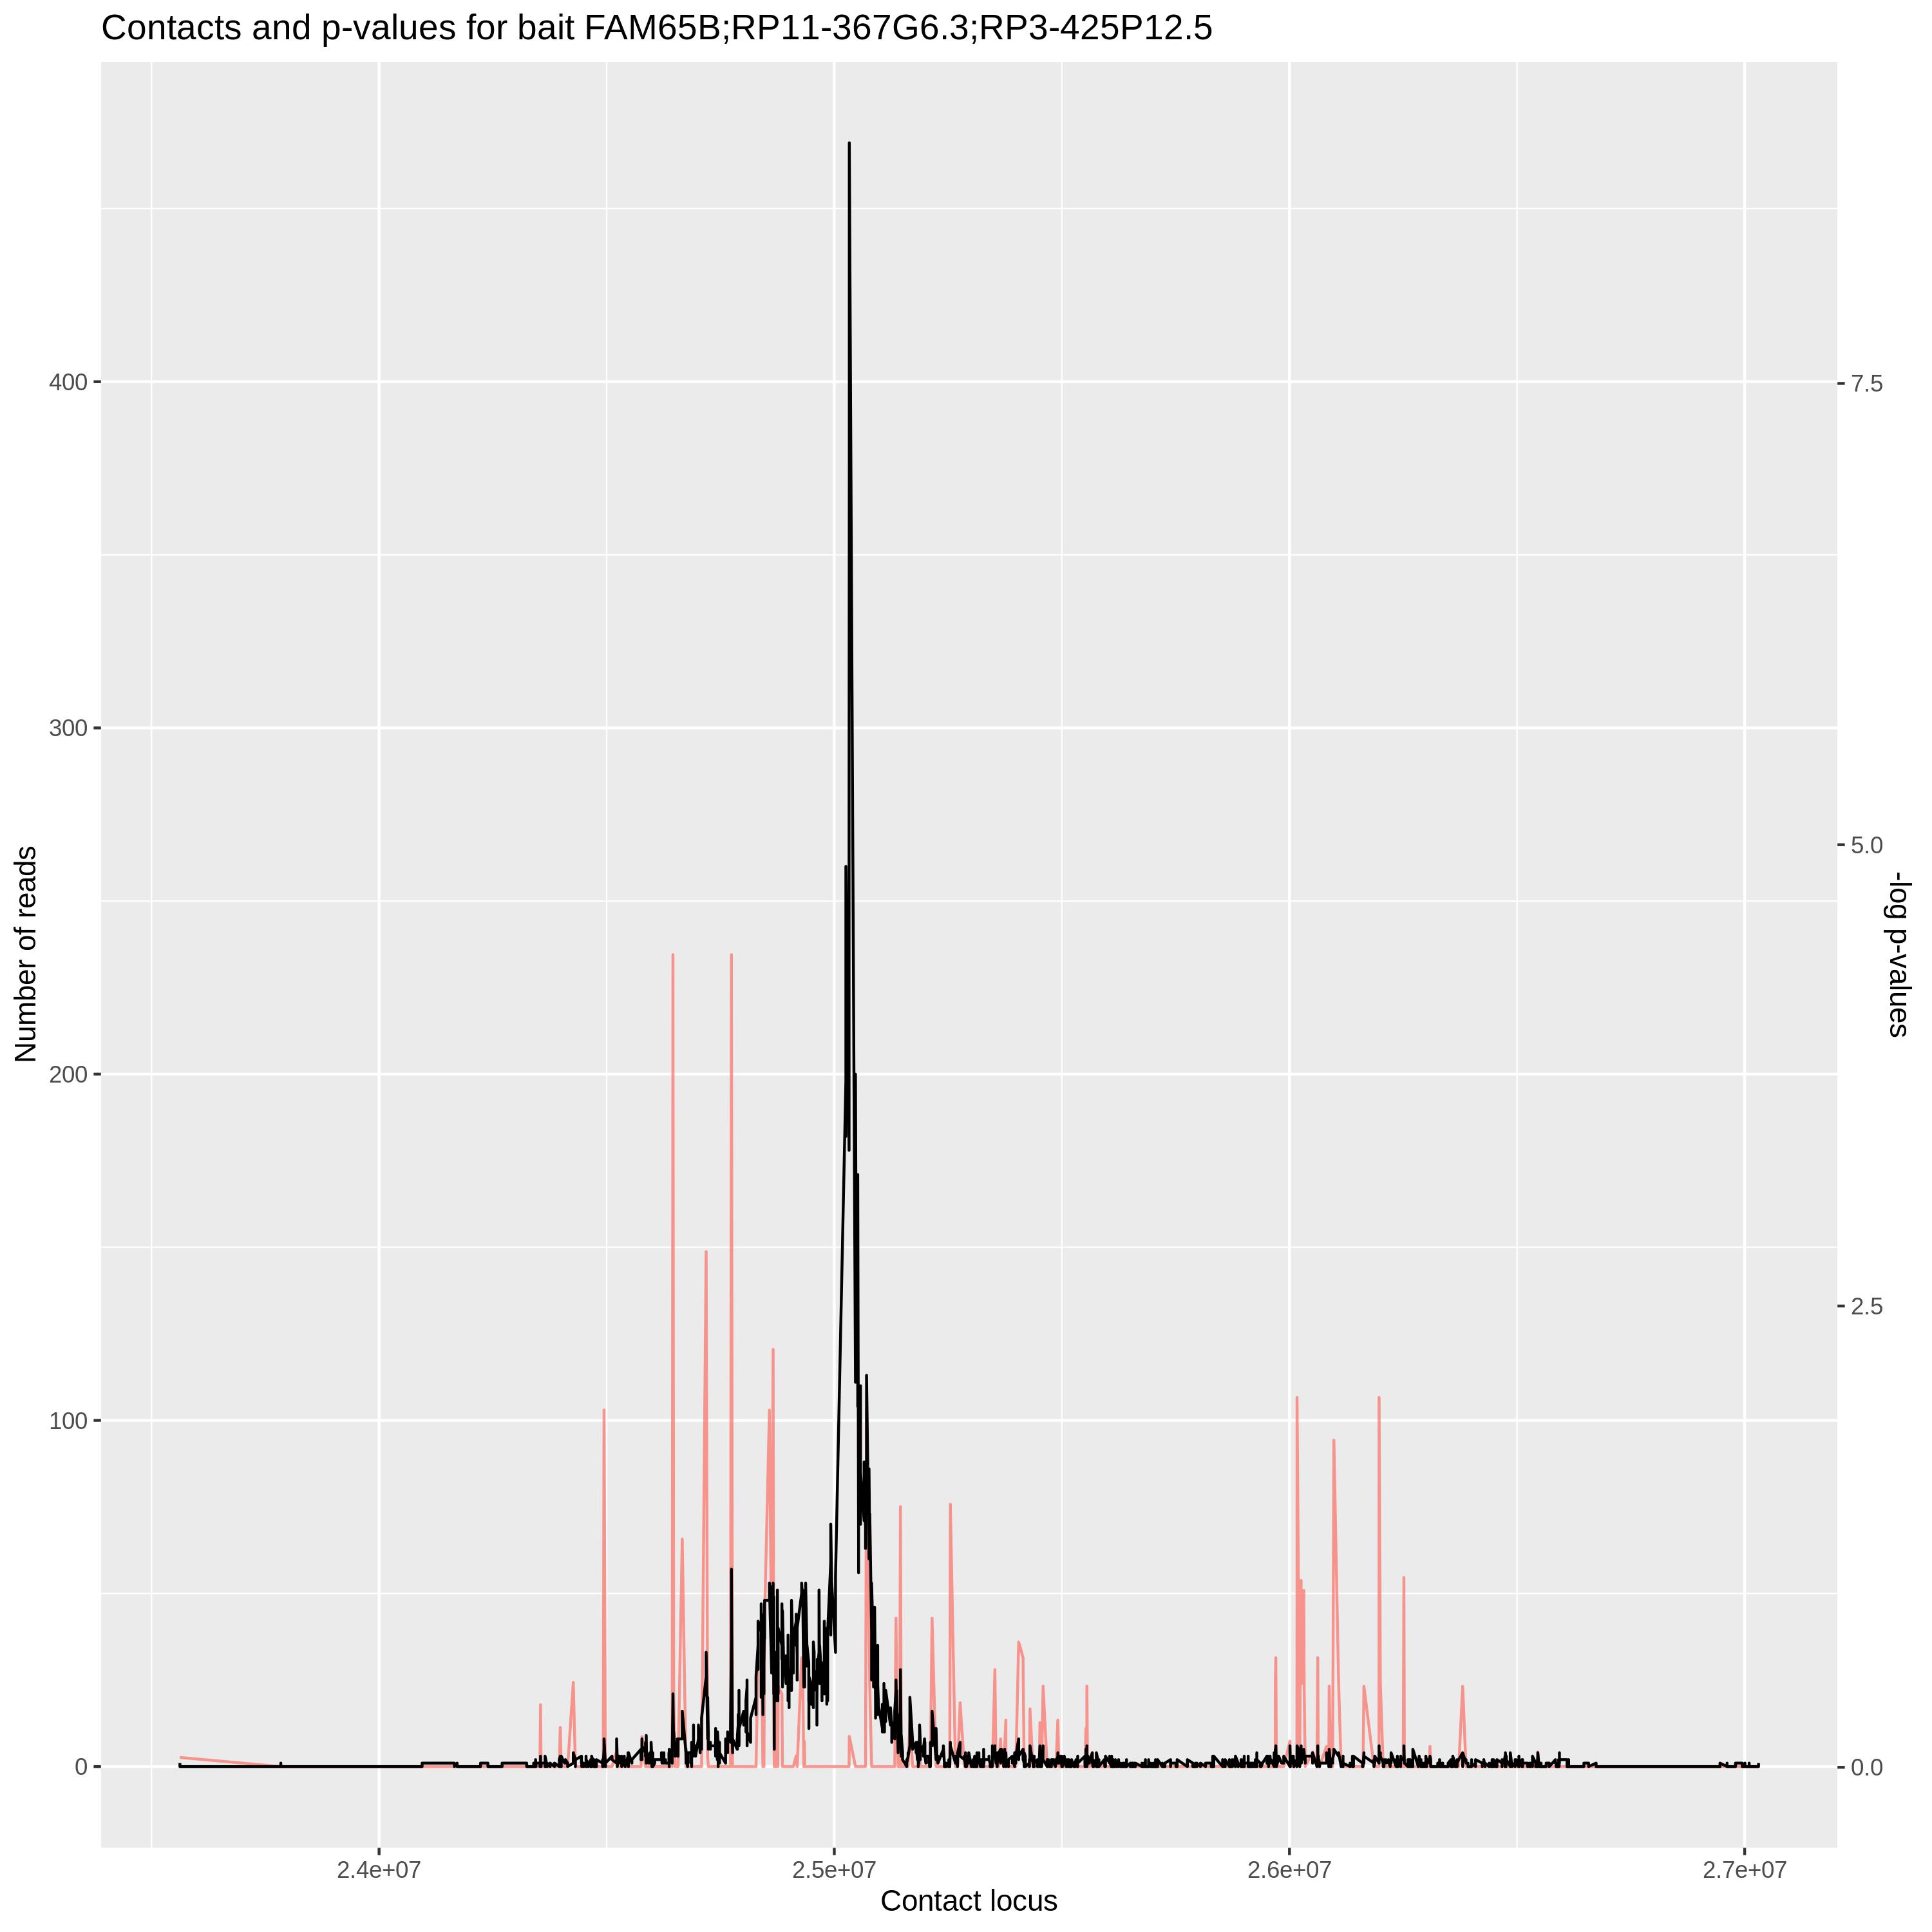 Contacts and p-values for bait FAM65B;RP11-367G6.3;RP3-425P12.5
Number of reads
400
300
200
100
0
7.5
5.0
2.5
0.0
-log p-values
2.4e+07
2.5e+07
2.6e+07
2.7e+07
Contact locus